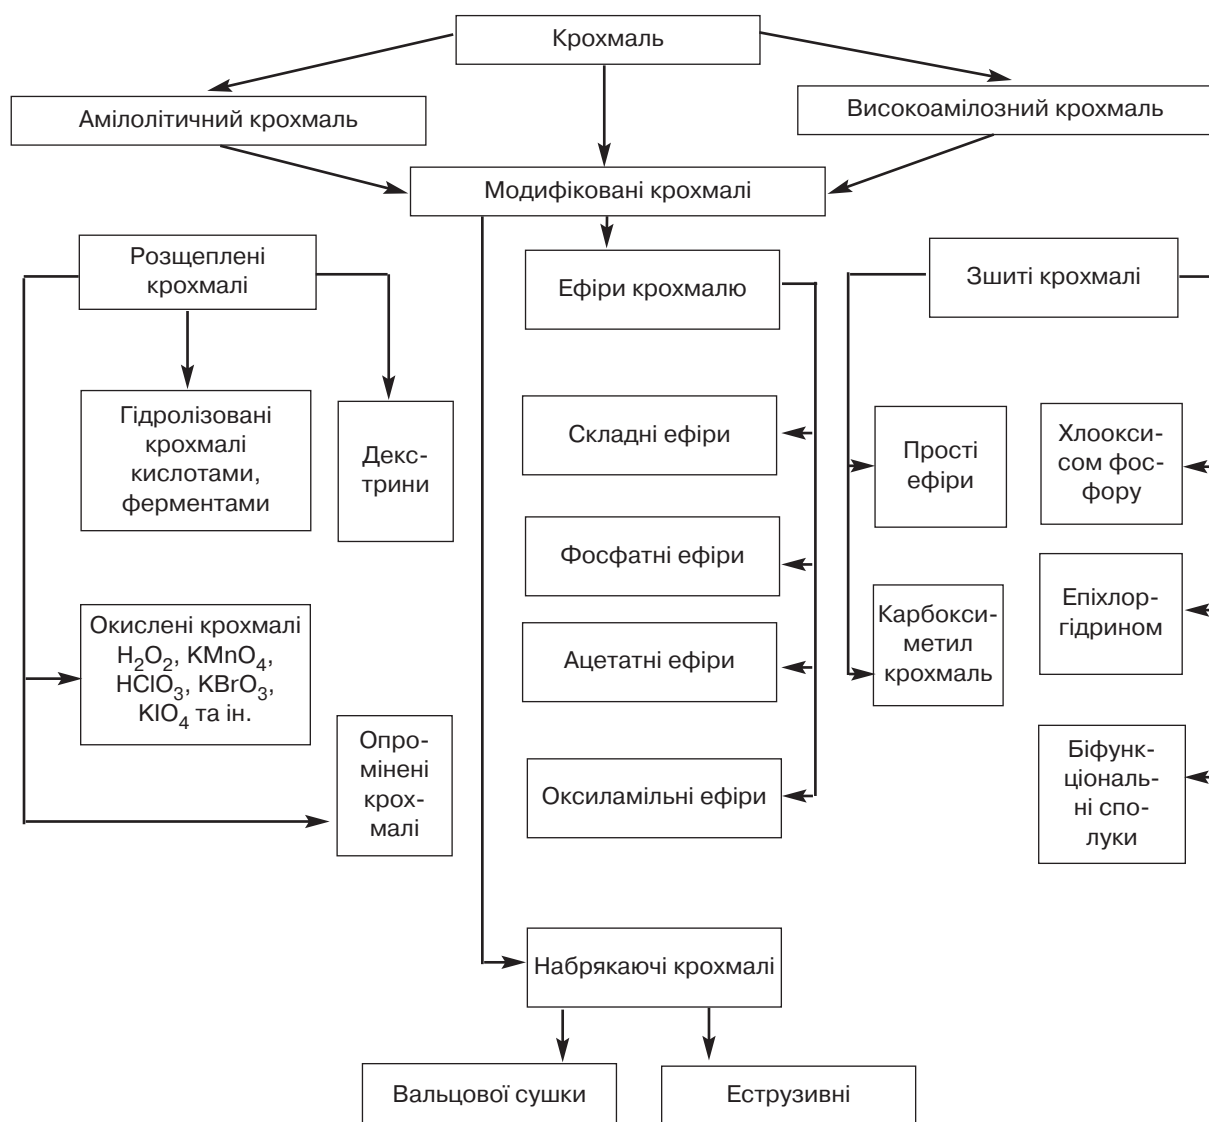 Крохмаль
Амілолітичний крохмаль
Високоамілозний крохмаль
Модифіковані крохмалі
Розщеплені
крохмалі
Ефіри крохмалю
Зшиті крохмалі
Гідролізовані
крохмалі
кислотами,
ферментами
Декс-
трини
Складні ефіри
Прості
ефіри
Хлоокси-
сом фос-
фору
Фосфатні ефіри
Окислені крохмалі
H₂O₂, KMnO₄,
HClO₃, KBrO₃,
KIO₄ та ін.
Ацетатні ефіри
Карбокси-
метил
крохмаль
Епіхлор-
гідрином
Опро-
мінені
крох-
малі
Оксиламільні ефіри
Біфунк-
ціональ-
ні спо-
луки
Набрякаючі крохмалі
Вальцової сушки
Еструзивні